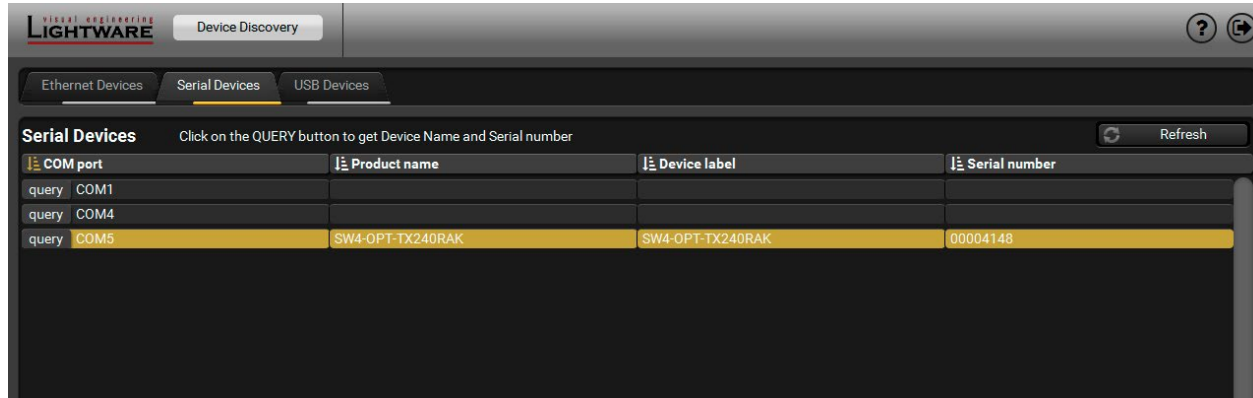 visual engineering
LIGHTWARE
Device Discovery
?
Ethernet Devices Serial Devices USB Devices
Serial Devices Click on the QUERY button to get Device Name and Serial number Refresh
COM port Product name Device label Serial number
query COM1
query COM4
query COM5 SW4-OPT-TX240RAK SW4-OPT-TX240RAK 00004148